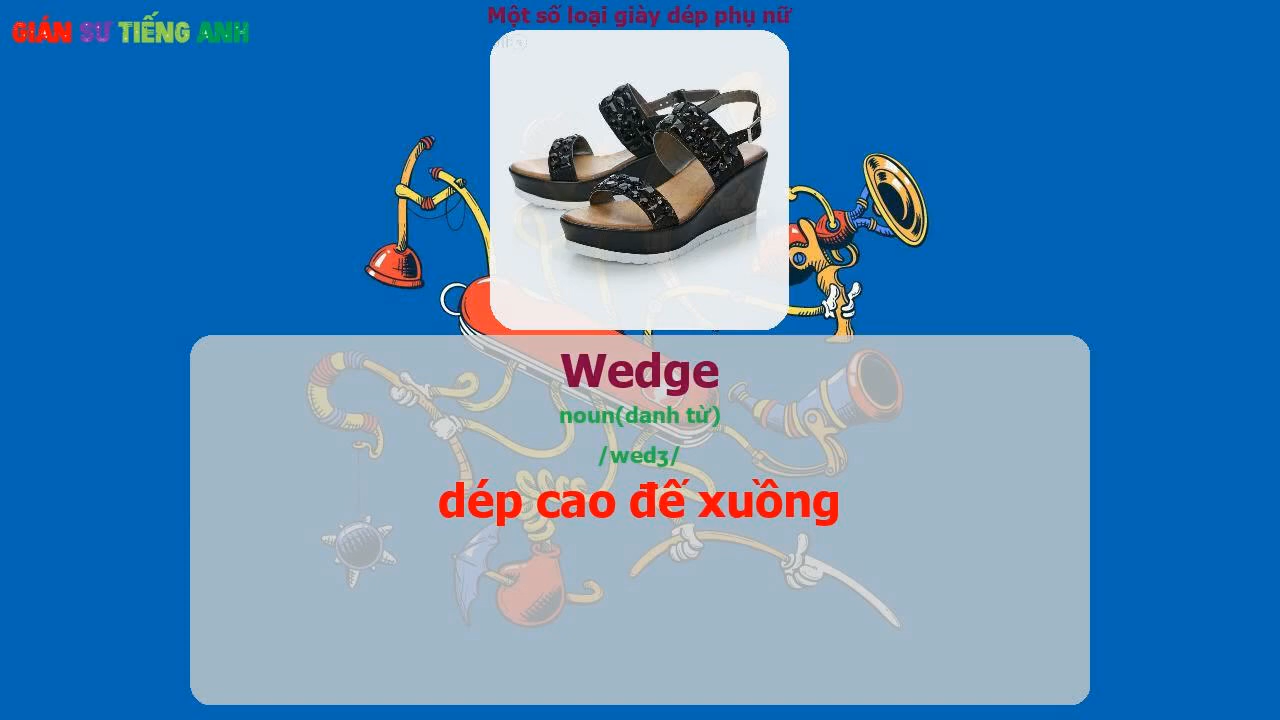 GIÁN SƯ TIẾNG ANH
Một số loại giày dép phụ nữ
Wedge
noun(danh từ)
/wedʒ/
dép cao đế xuồng